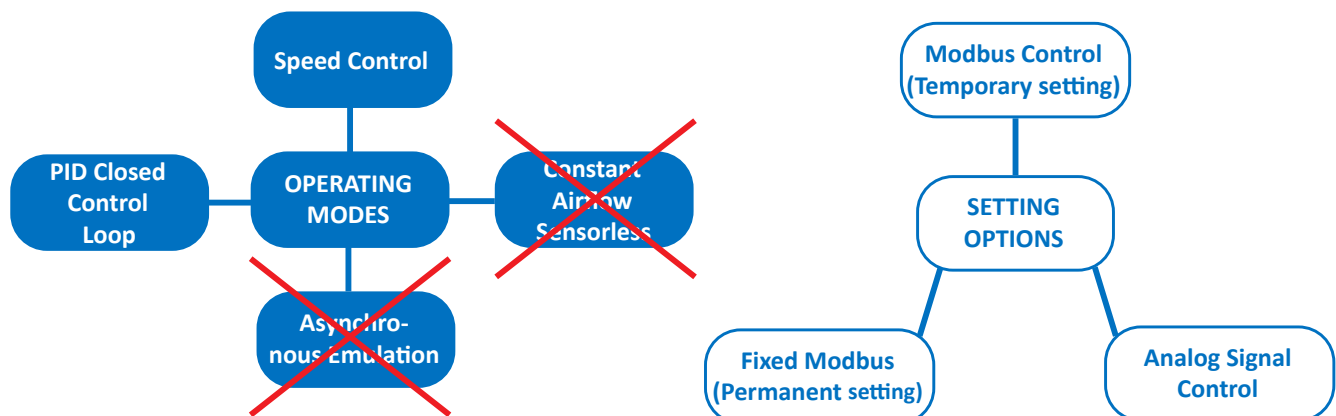 Speed Control
PID Closed
Control
Loop
OPERATING
MODES
Constant
Airflow
Sensorless
Asynchro-
nous Emulation
Modbus Control
(Temporary setting)
SETTING
OPTIONS
Fixed Modbus
(Permanent setting)
Analog Signal
Control